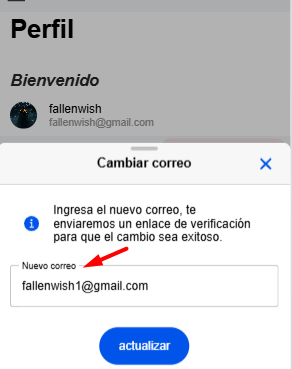 Perfil
Bienvenido
fallenwish
fallenwish@gmail.com
Cambiar correo
Ingresa el nuevo correo, te
enviaremos un enlace de verificación
para que el cambio sea exitoso.
Nuevo correo
fallenwish1@gmail.com
actualizar